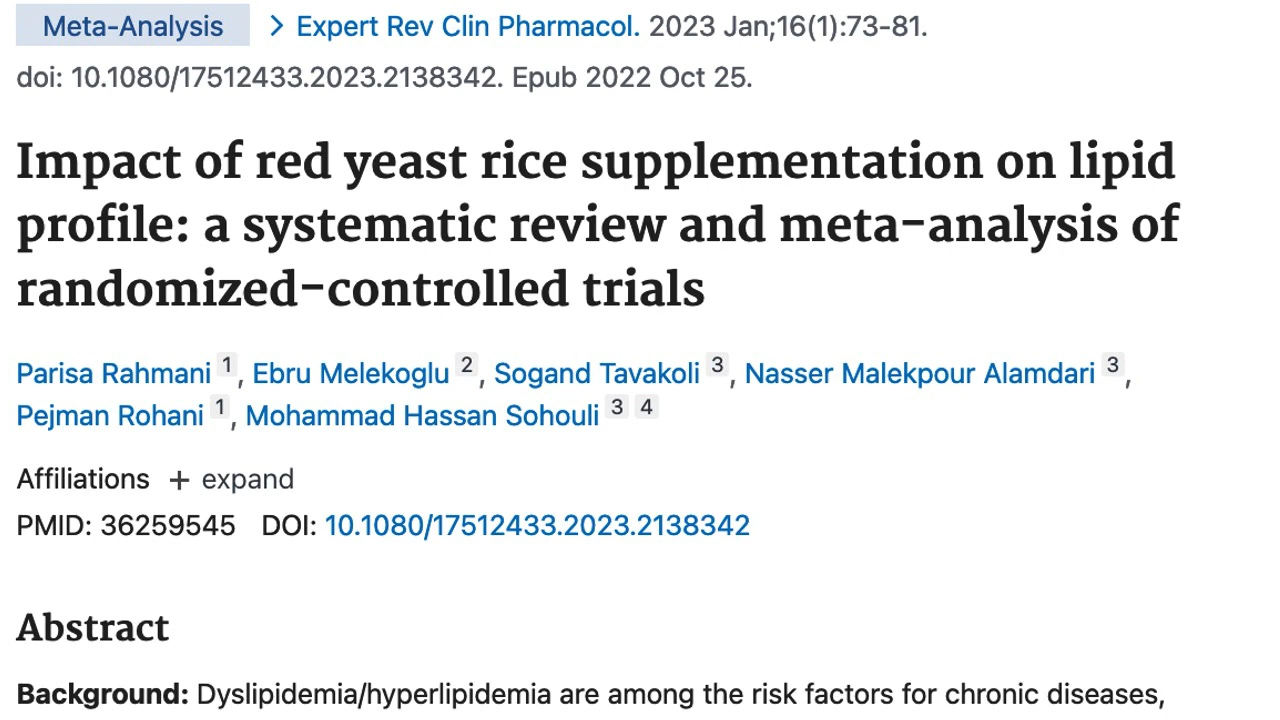 Meta-Analysis > Expert Rev Clin Pharmacol. 2023 Jan;16(1):73-81.
doi: 10.1080/17512433.2023.2138342. Epub 2022 Oct 25.
Impact of red yeast rice supplementation on lipid
profile: a systematic review and meta-analysis of
randomized-controlled trials
Parisa Rahmani 1, Ebru Melekoglu 2, Sogand Tavakoli 3, Nasser Malekpour Alamdari 3,
Pejman Rohani 1, Mohammad Hassan Sohouli 3 4
Affiliations + expand
PMID: 36259545 DOI: 10.1080/17512433.2023.2138342
Abstract
Background: Dyslipidemia/hyperlipidemia are among the risk factors for chronic diseases,